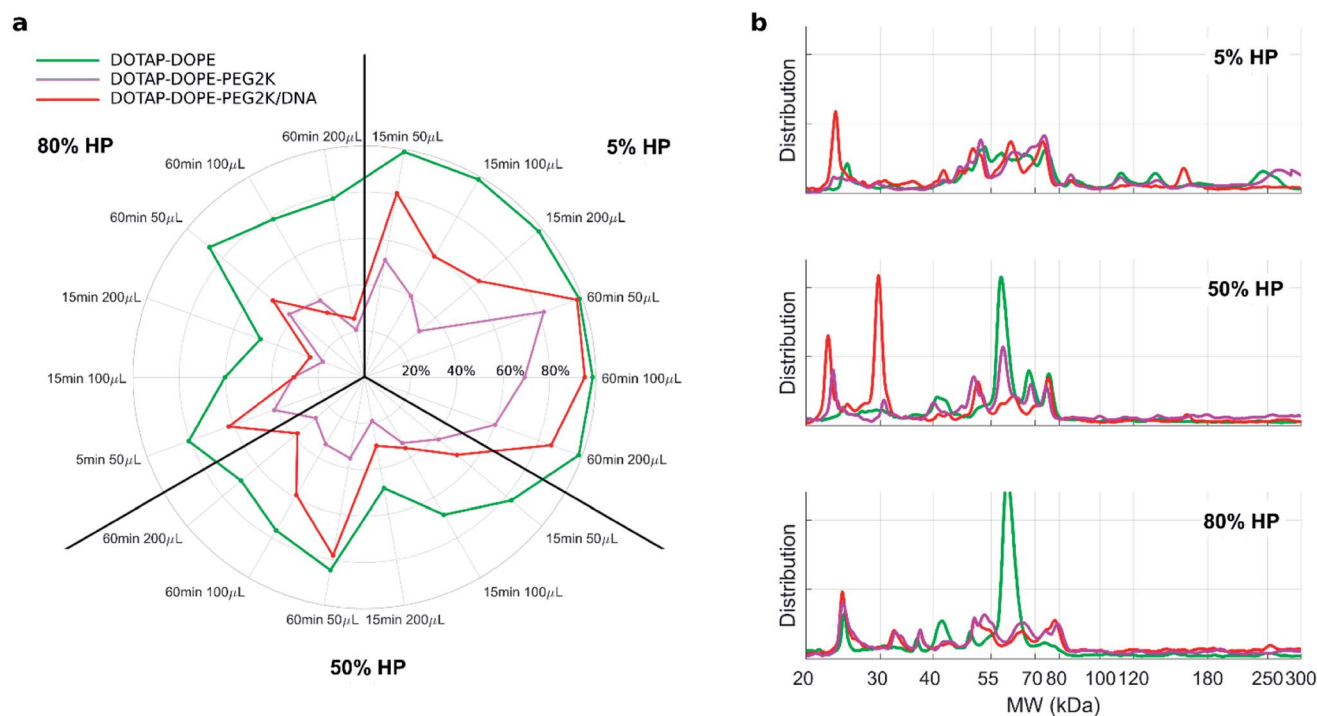 a
DOTAP-DOPE
DOTAP-DOPE-PEG2K
DOTAP-DOPE-PEG2K/DNA
80% HP
5% HP
50% HP
60min 200μL
15min 50μL
15min 100μL
15min 200μL
60min 50μL
60min 100μL
60min 200μL
15min 50μL
15min 100μL
15min 200μL
60min 50μL
60min 100μL
60min 200μL
5min 50μL
15min 100μL
15min 200μL
60min 50μL
60min 100μL
20%
40%
60%
80%
b
Distribution
5% HP
Distribution
50% HP
Distribution
80% HP
20 30 40 55 70 80 100 120 180 250 300
MW (kDa)